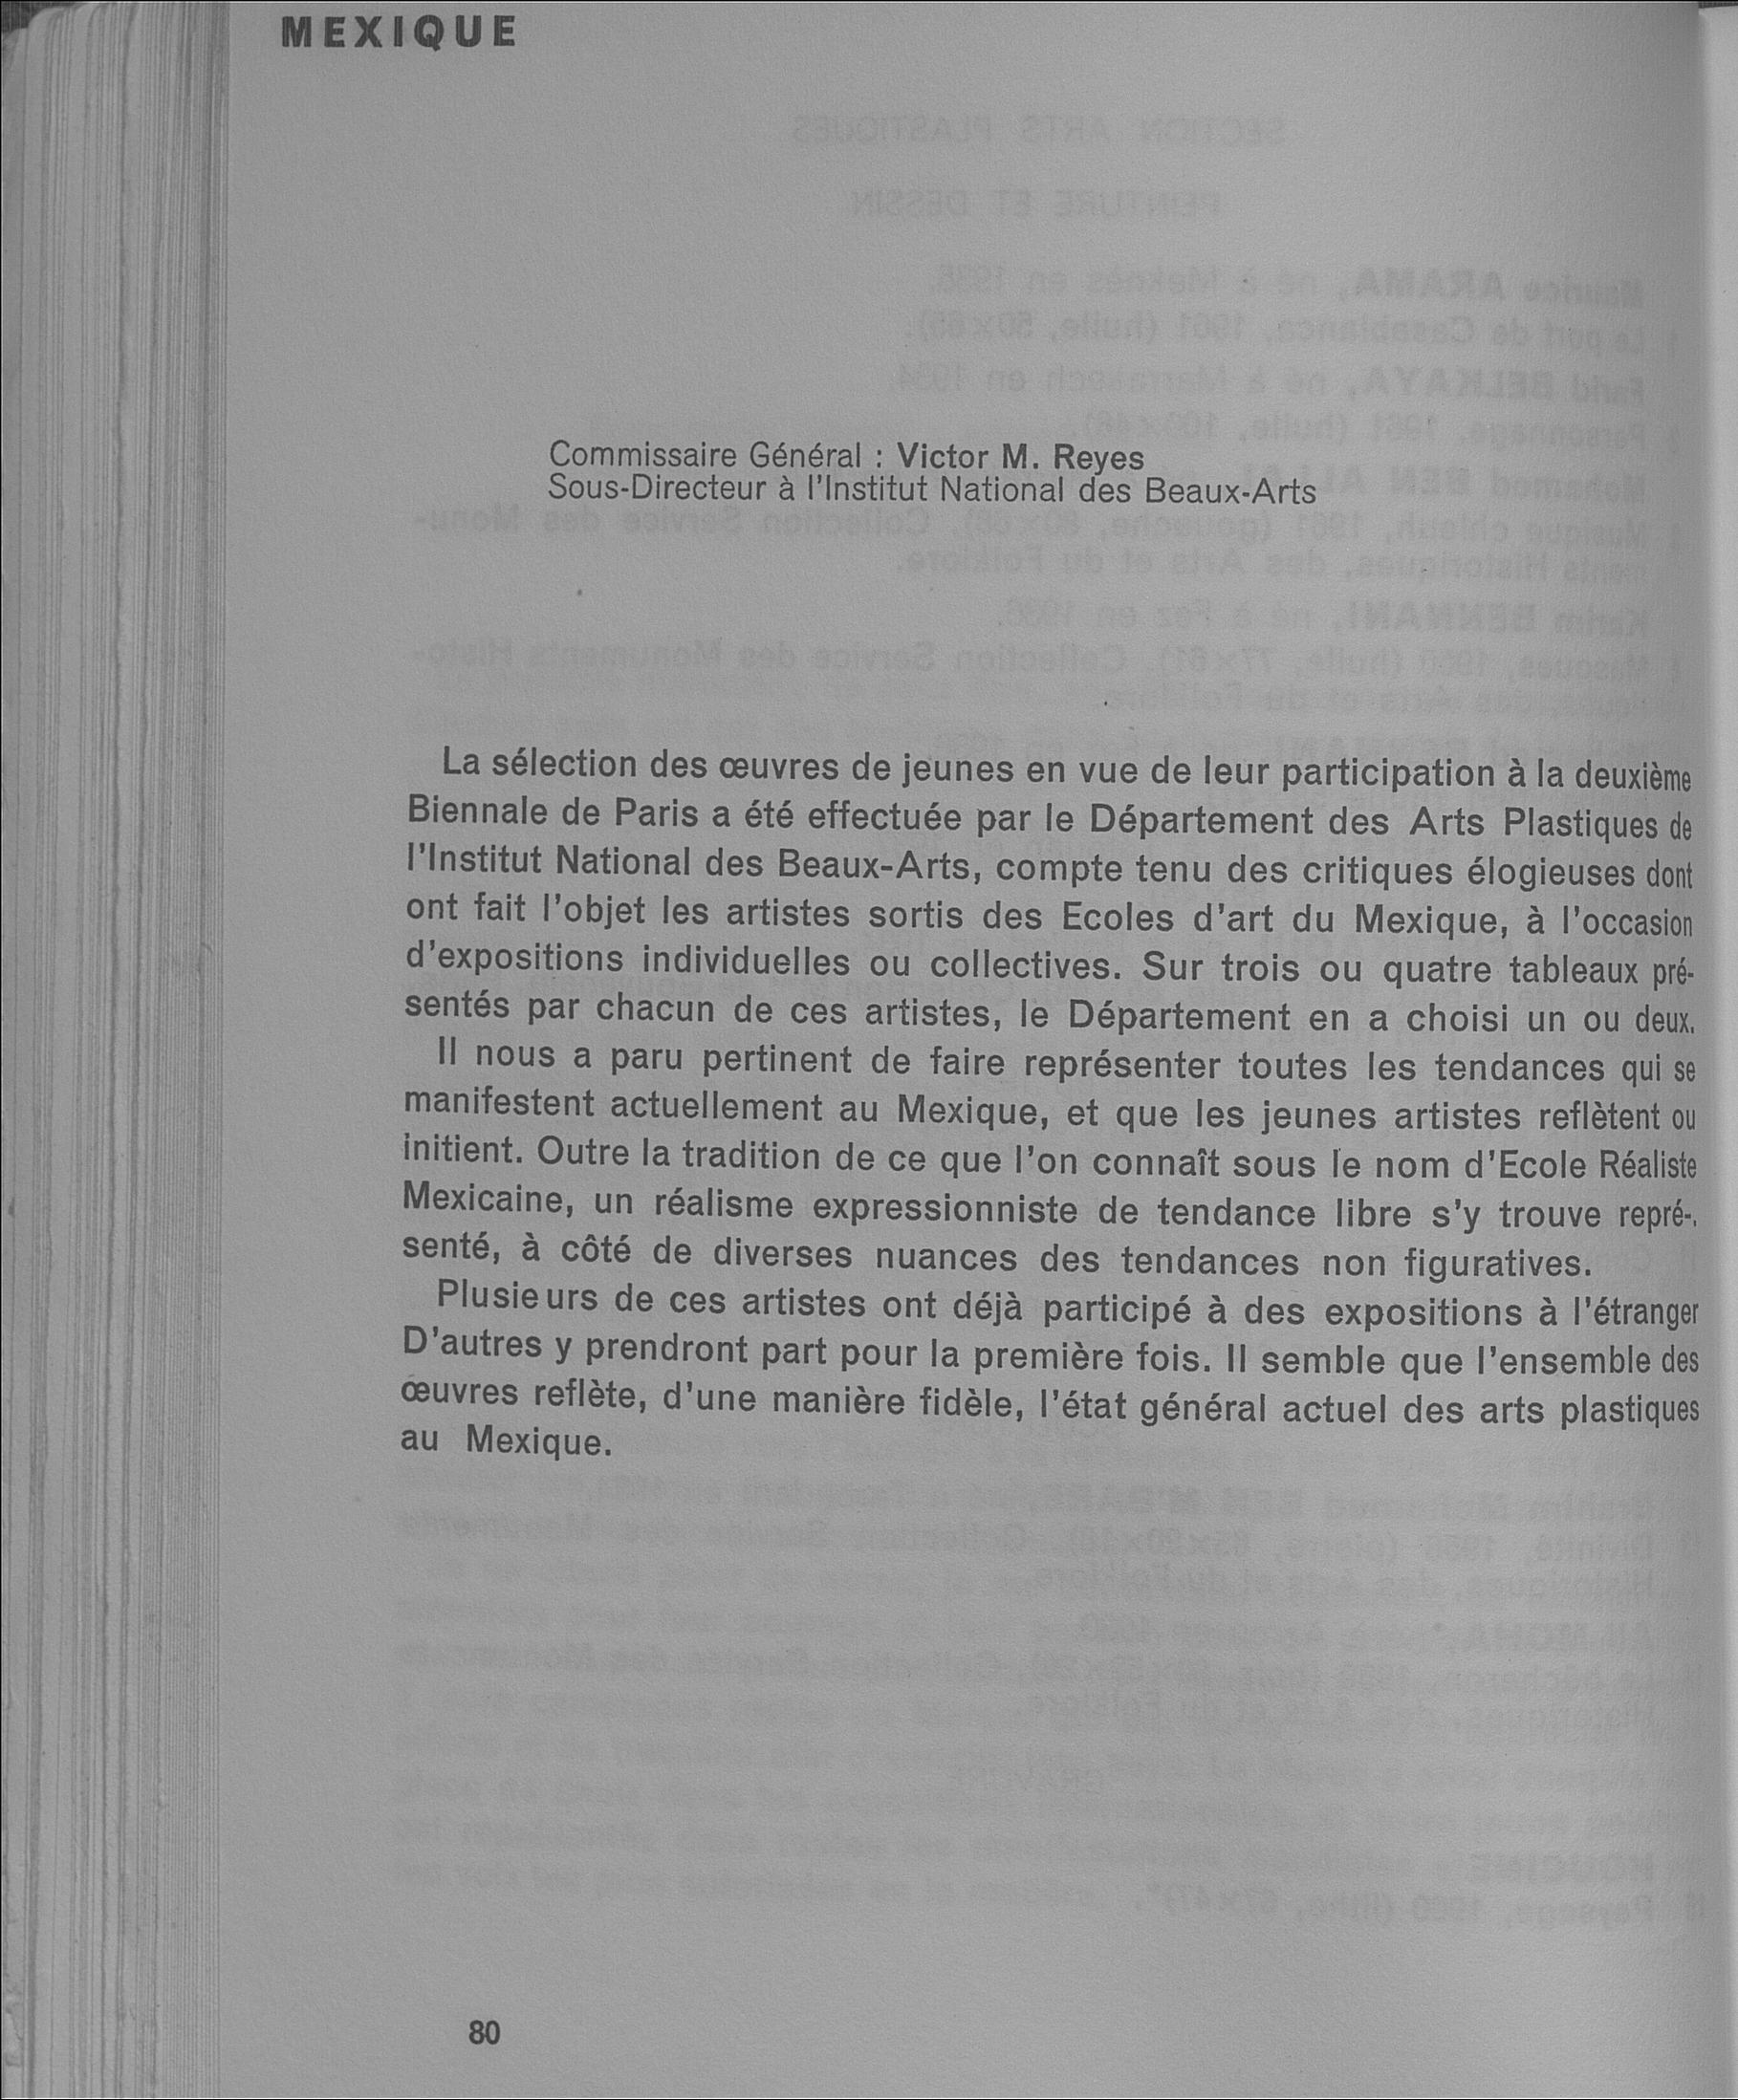 MEXIQUE
Commissaire Général : Victor M. Reyes
Sous-Directeur à l'Institut National des Beaux-Arts
La sélection des œuvres de jeunes en vue de leur participation à la deuxième
Biennale de Paris a été effectuée par le Département des Arts Plastiques de
l'Institut National des Beaux-Arts, compte tenu des critiques élogieuses dont
ont fait l'objet les artistes sortis des Ecoles d'art du Mexique, à l'occasion
d'expositions individuelles ou collectives. Sur trois ou quatre tableaux pré-
sentés par chacun de ces artistes, le Département en a choisi un ou deux.
Il nous a paru pertinent de faire représenter toutes les tendances qui se
manifestent actuellement au Mexique, et que les jeunes artistes reflètent ou
initient. Outre la tradition de ce que l'on connaît sous le nom d'Ecole Réaliste
Mexicaine, un réalisme expressionniste de tendance libre s'y trouve repré-
senté, à côté de diverses nuances des tendances non figuratives.
Plusieurs de ces artistes ont déjà participé à des expositions à l'étranger
D'autres y prendront part pour la première fois. Il semble que l'ensemble des
œuvres reflète, d'une manière fidèle, l'état général actuel des arts plastiques
au Mexique.
80